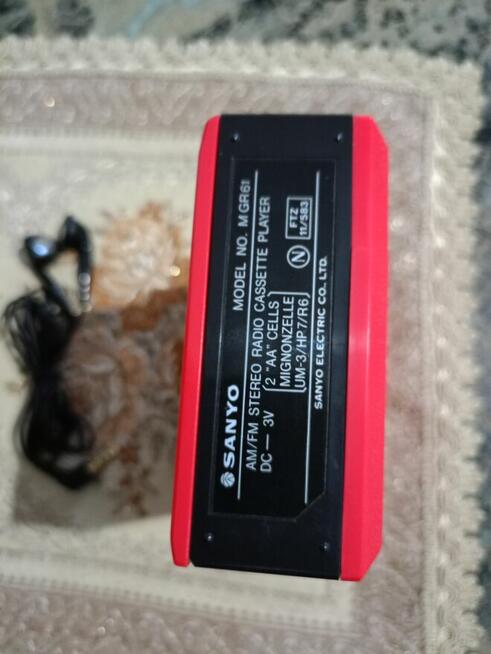 SANYO MODEL NO. MGR61
AM/FM STEREO RADIO CASSETTE PLAYER
DC — 3V 2 "AA" CELLS
MIGNONZELLE
UM-3/HP7/R6
N
FTZ
11/583
SANYO ELECTRIC CO., LTD.